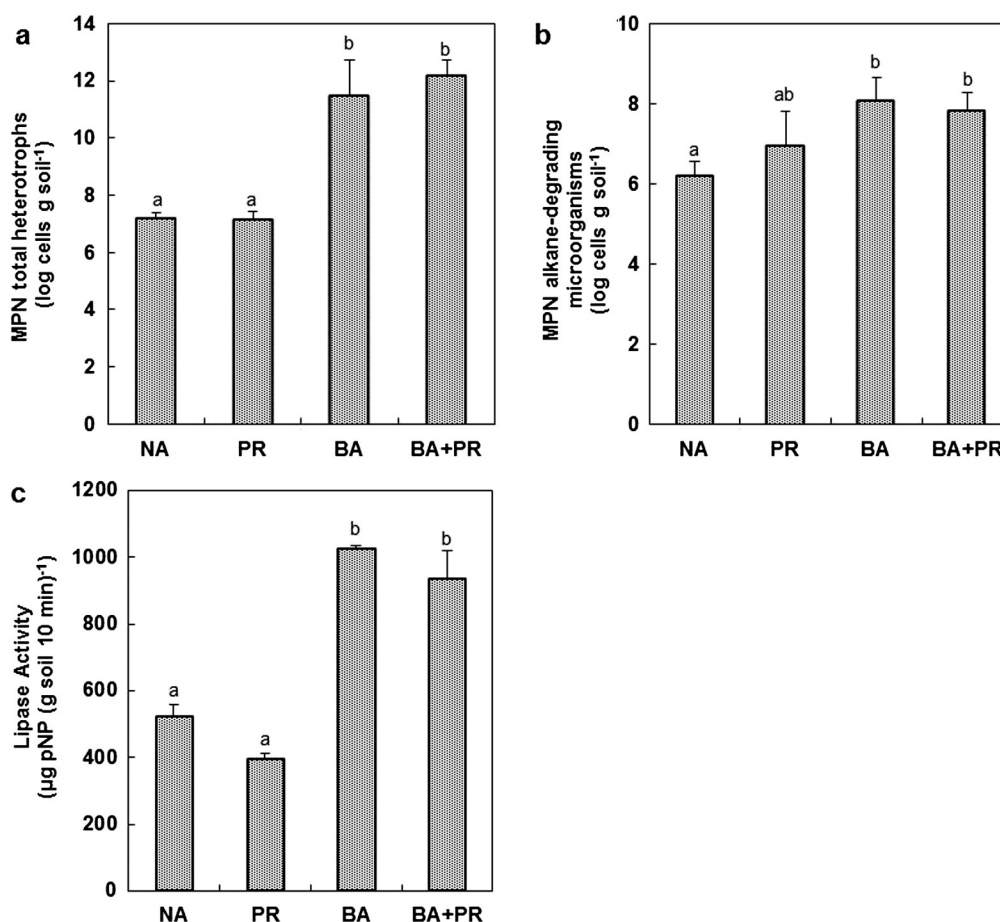 a
MPN total heterotrophs
(log cells g soil-1)
14
12
10
8
6
4
2
0
a
a
b
b
NA
PR
BA
BA+PR
b
MPN alkane-degrading
microorganisms
(log cells g soil-1)
10
8
6
4
2
0
a
ab
b
b
NA
PR
BA
BA+PR
c
Lipase Activity
(µg pNP (g soil 10 min)-1
1200
1000
800
600
400
200
0
a
a
b
b
NA
PR
BA
BA+PR